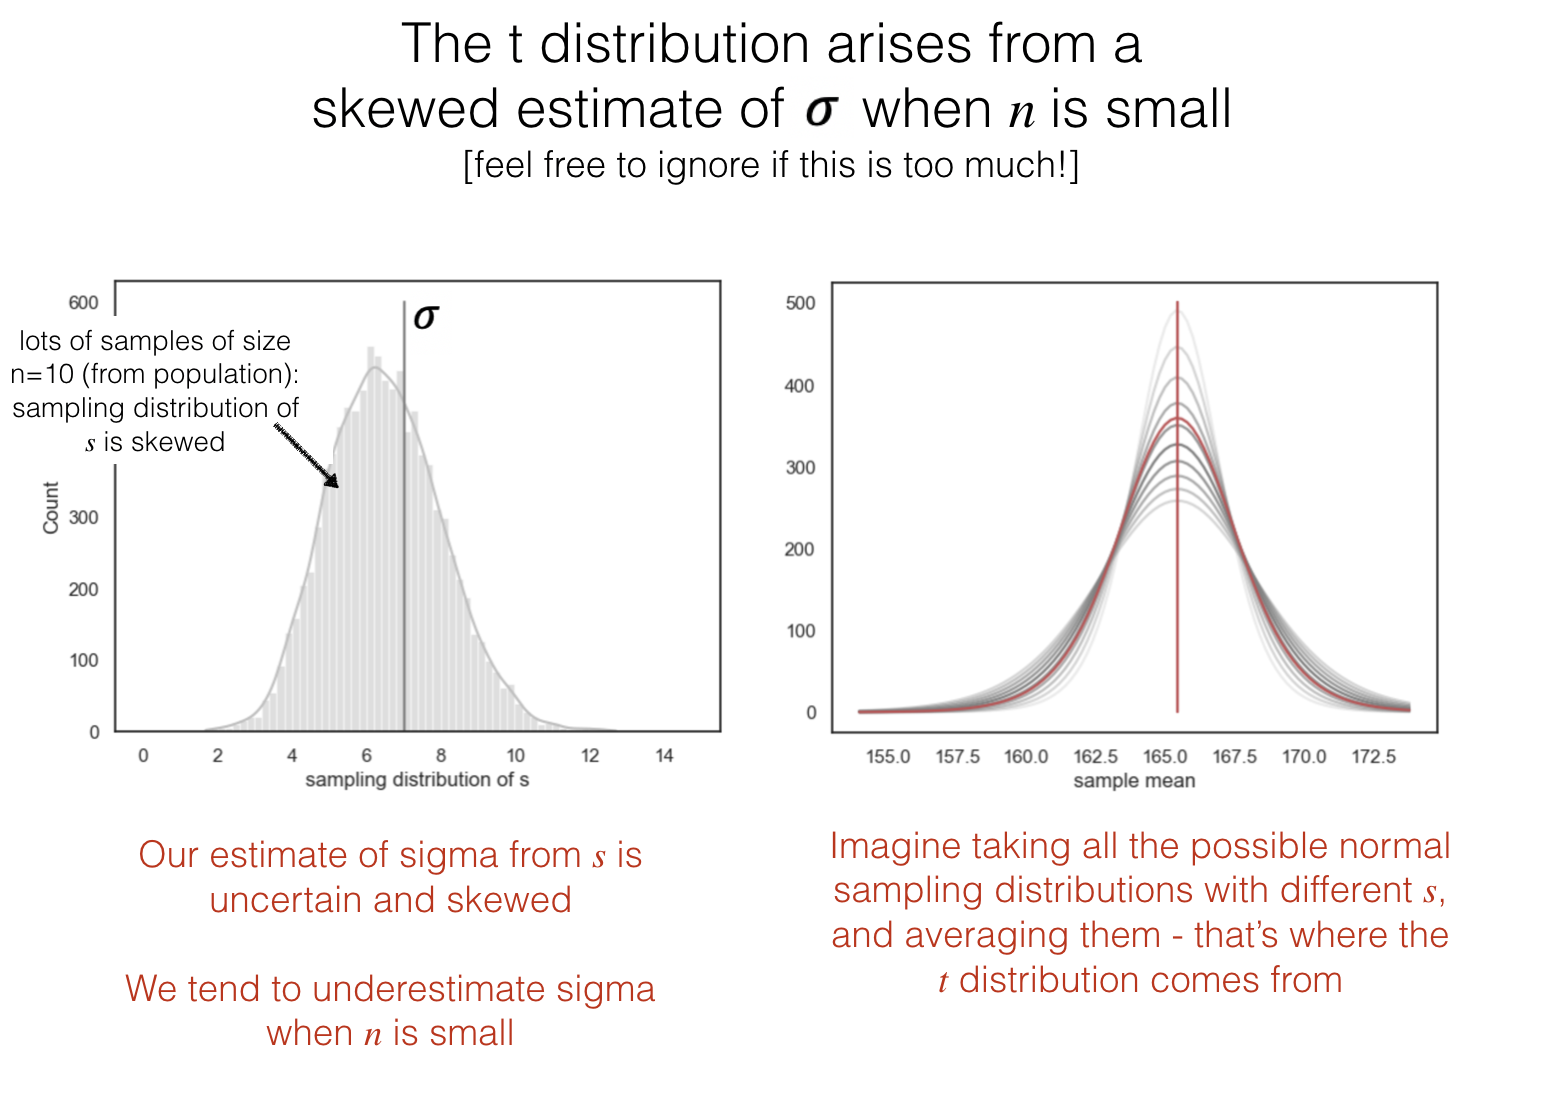 The t distribution arises from a
skewed estimate of σ when n is small
[feel free to ignore if this is too much!]
600
σ
lots of samples of size
n=10 (from population):
sampling distribution of
s is skewed
Count
300
200
100
0
0 2 4 6 8 10 12 14
sampling distribution of s
500
400
300
200
100
0
155.0 157.5 160.0 162.5 165.0 167.5 170.0 172.5
sample mean
Our estimate of sigma from s is
uncertain and skewed
We tend to underestimate sigma
when n is small
Imagine taking all the possible normal
sampling distributions with different s,
and averaging them - that's where the
t distribution comes from